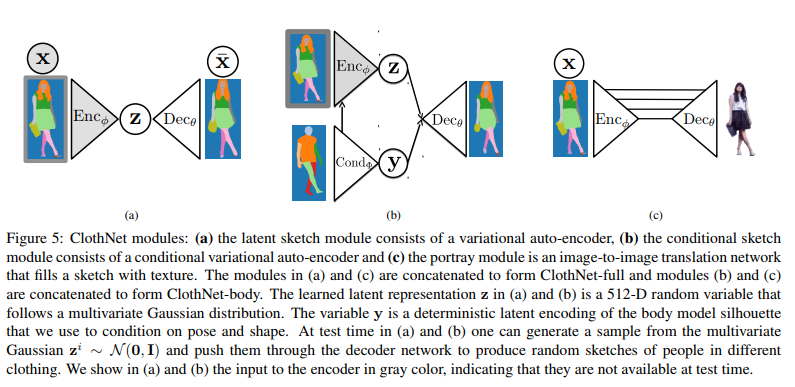 X
X̄
Enc_ϕ
Z
Dec_θ
(a)
Enc_ϕ
Z
Cond_Φ
y
Dec_θ
(b)
X
Enc_ϕ
Dec_θ
(c)
Figure 5: ClothNet modules: (a) the latent sketch module consists of a variational auto-encoder, (b) the conditional sketch
module consists of a conditional variational auto-encoder and (c) the portray module is an image-to-image translation network
that fills a sketch with texture. The modules in (a) and (c) are concatenated to form ClothNet-full and modules (b) and (c)
are concatenated to form ClothNet-body. The learned latent representation z in (a) and (b) is a 512-D random variable that
follows a multivariate Gaussian distribution. The variable y is a deterministic latent encoding of the body model silhouette
that we use to condition on pose and shape. At test time in (a) and (b) one can generate a sample from the multivariate
Gaussian zⁱ ∼ 𝒩(0, I) and push them through the decoder network to produce random sketches of people in different
clothing. We show in (a) and (b) the input to the encoder in gray color, indicating that they are not available at test time.